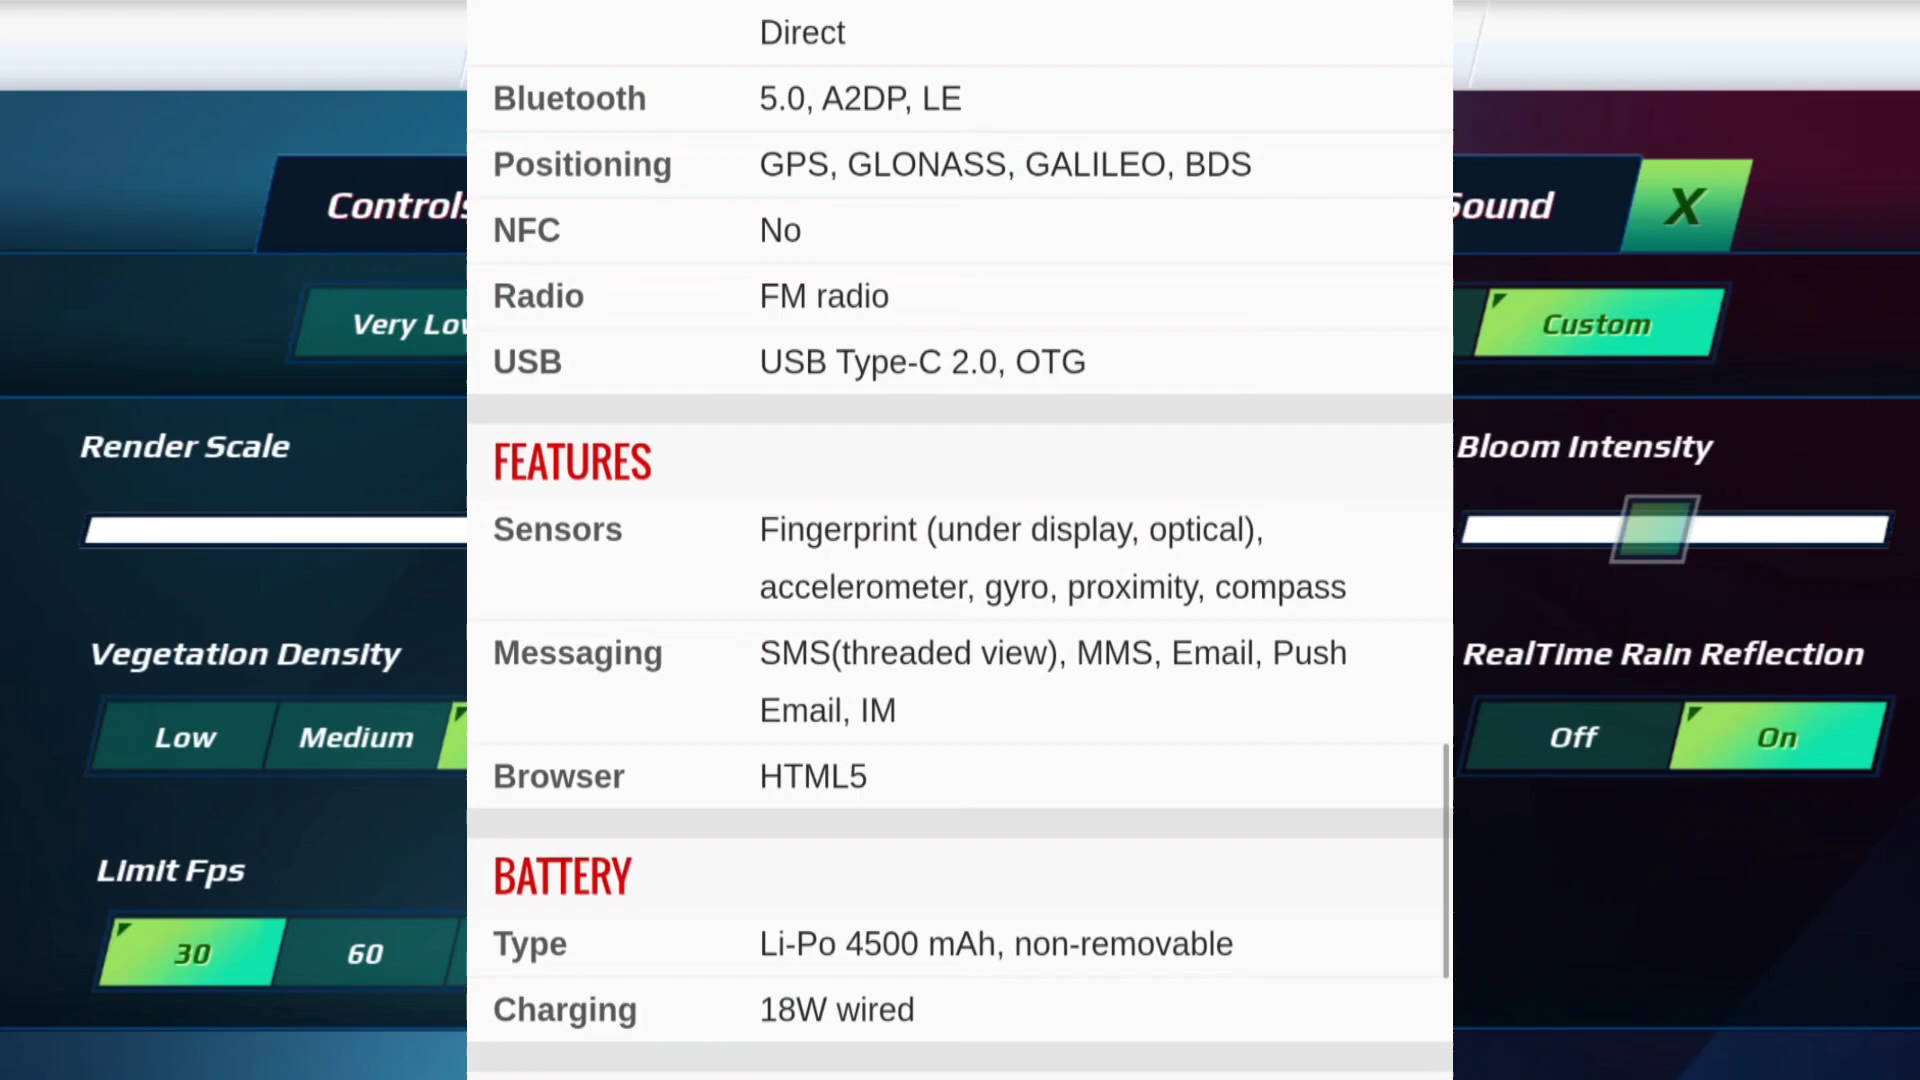 Direct
Bluetooth 5.0, A2DP, LE
Positioning GPS, GLONASS, GALILEO, BDS
NFC No
Radio FM radio
USB USB Type-C 2.0, OTG
FEATURES
Sensors Fingerprint (under display, optical),
accelerometer, gyro, proximity, compass
Messaging SMS(threaded view), MMS, Email, Push
Email, IM
Browser HTML5
BATTERY
Type Li-Po 4500 mAh, non-removable
Charging 18W wired
Controls
Very Low
Render Scale
Vegetation Density
Low Medium
Limit Fps
30 60
Sound X
Custom
Bloom Intensity
RealTime Rain Reflection
Off On